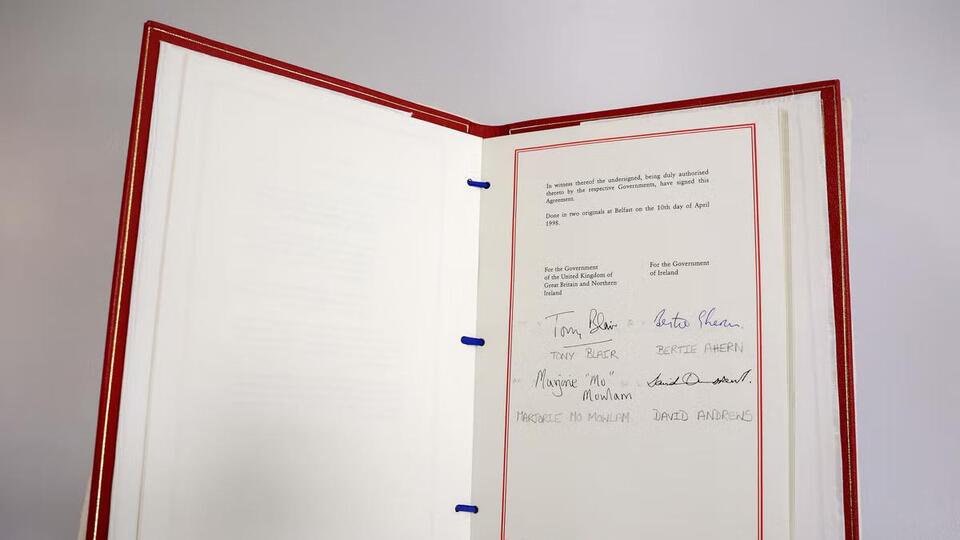 In witness thereof the undersigned, being duly authorised
thereto by the respective Governments, have signed this
Agreement.
Done in two originals at Belfast on the 10th day of April
1998.
For the Government
of the United Kingdom of
Great Britain and Northern
Ireland
For the Government
of Ireland
Tony Blair
Bertie Ahern
TONY BLAIR
BERTIE AHERN
Marjorie "Mo"
Mowlam
David Andrews
MARJORIE MO MOWLAM
DAVID ANDREWS